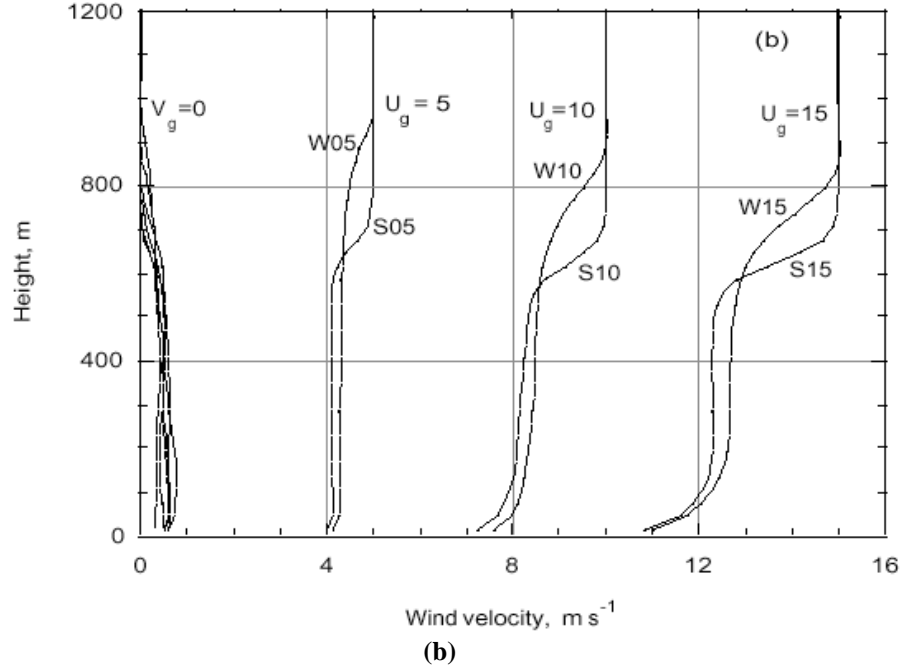 1200
(b)
V_g=0
U_g= 5
U_g=10
U_g=15
W05
W10
800
W15
S05
S10
S15
Height, m
400
0
0 4 8 12 16
Wind velocity, m s⁻¹
(b)